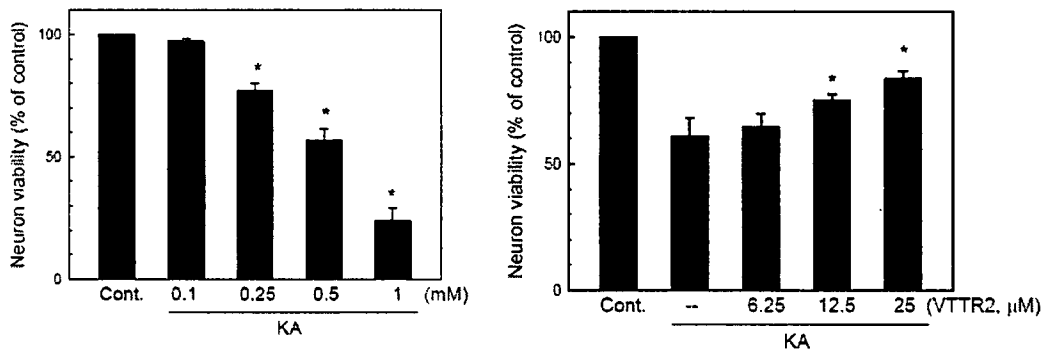 Neuron viability (% of control)
100
50
0
*
*
*
Cont. 0.1 0.25 0.5 1 (mM)
KA
Neuron viability (% of control)
100
50
0
*
*
Cont. -- 6.25 12.5 25 (VTTR2, μM)
KA